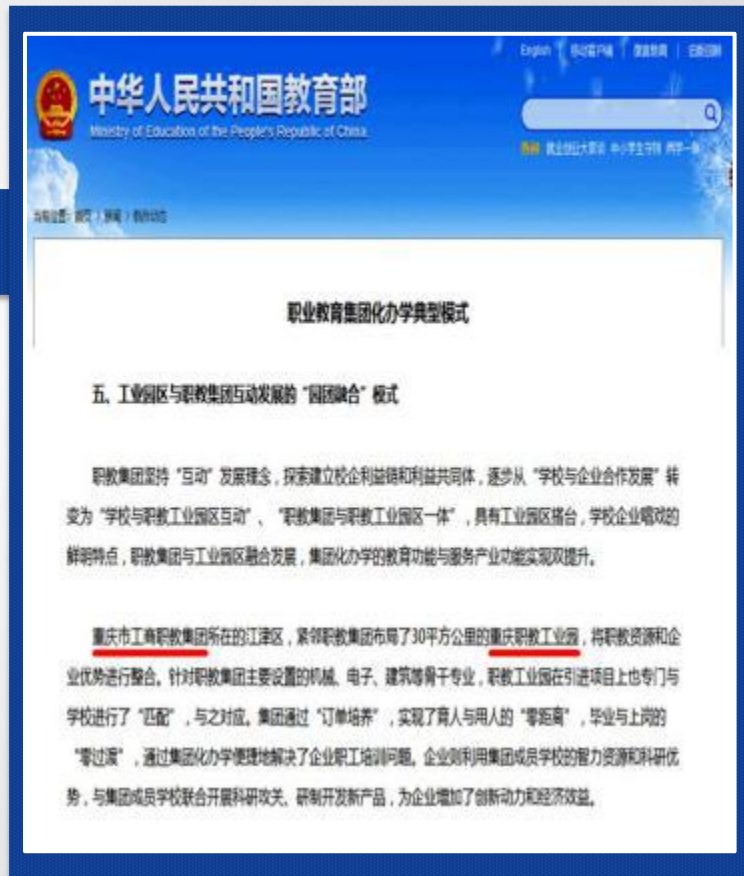 English
中华人民共和国教育部
Ministry of Education of the People's Republic of China
职业教育集团化办学典型模式
五、工业园区与职教集团互动发展的“园团融合”模式
职教集团坚持“互动”发展理念，探索建立校企利益链和利益共同体，逐步从“学校与企业合作发展”转
变为“学校与职教工业园区互动”、“职教集团与职教工业园区一体”，具有工业园区搭台，学校企业唱戏的
鲜明特点，职教集团与工业园区融合发展，集团化办学的教育功能与服务产业功能实现双提升。
重庆市工商职教集团所在的江津区，紧邻职教集团布局了30平方公里的重庆职教工业园，将职教资源和企
业优势进行整合。针对职教集团主要设置的机械、电子、建筑等骨干专业，职教工业园在引进项目上也专门与
学校进行了“匹配”，与之对应。集团通过“订单培养”，实现了育人与用人的“零距离”，毕业与上岗的
“零过渡”，通过集团化办学便捷地解决了企业职工培训问题。企业则利用集团成员学校的智力资源和科研优
势，与集团成员学校联合开展科研攻关、研制开发新产品，为企业增加了创新动力和经济效益。